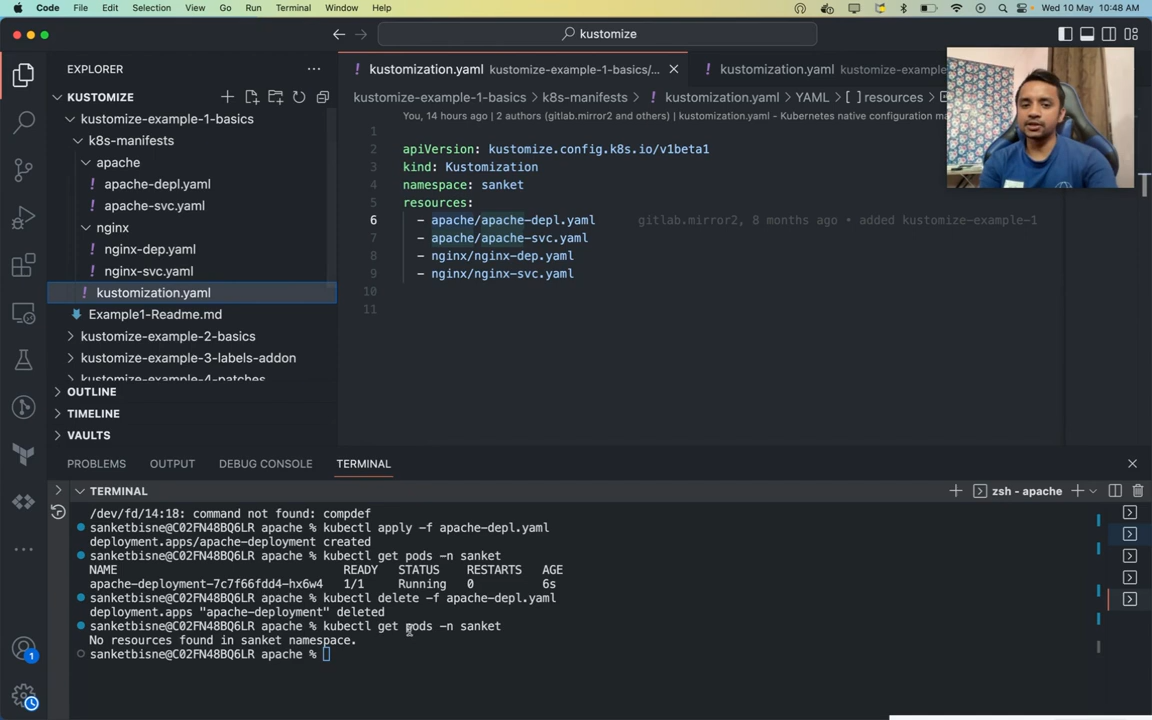 Code File Edit Selection View Go Run Terminal Window Help Wed 10 May 10:48 AM
kustomize
EXPLORER
kustomization.yaml kustomize-example-1-basics/...
kustomization.yaml kustomize-examp
KUSTOMIZE
kustomize-example-1-basics > k8s-manifests > kustomization.yaml > YAML > [ ] resources >
You, 14 hours ago | 2 authors (gitlab.mirror2 and others) | kustomization.yaml - Kubernetes native configuration ma
kustomize-example-1-basics
k8s-manifests
apache
apache-depl.yaml
apache-svc.yaml
nginx
nginx-dep.yaml
nginx-svc.yaml
kustomization.yaml
Example1-Readme.md
kustomize-example-2-basics
kustomize-example-3-labels-addon
kustomize-example-4-patches
OUTLINE
TIMELINE
VAULTS
1
2 apiVersion: kustomize.config.k8s.io/v1beta1
3 kind: Kustomization
4 namespace: sanket
5 resources:
6 - apache/apache-depl.yaml gitlab.mirror2, 8 months ago • added kustomize-example-1
7 - apache/apache-svc.yaml
8 - nginx/nginx-dep.yaml
9 - nginx/nginx-svc.yaml
10
11
PROBLEMS OUTPUT DEBUG CONSOLE TERMINAL
TERMINAL zsh - apache
/dev/fd/14:18: command not found: compdef
sanketbisne@C02FN48BQ6LR apache % kubectl apply -f apache-depl.yaml
deployment.apps/apache-deployment created
sanketbisne@C02FN48BQ6LR apache % kubectl get pods -n sanket
NAME READY STATUS RESTARTS AGE
apache-deployment-7c7f66fdd4-hx6w4 1/1 Running 0 6s
sanketbisne@C02FN48BQ6LR apache % kubectl delete -f apache-depl.yaml
deployment.apps "apache-deployment" deleted
sanketbisne@C02FN48BQ6LR apache % kubectl get pods -n sanket
No resources found in sanket namespace.
sanketbisne@C02FN48BQ6LR apache %
1